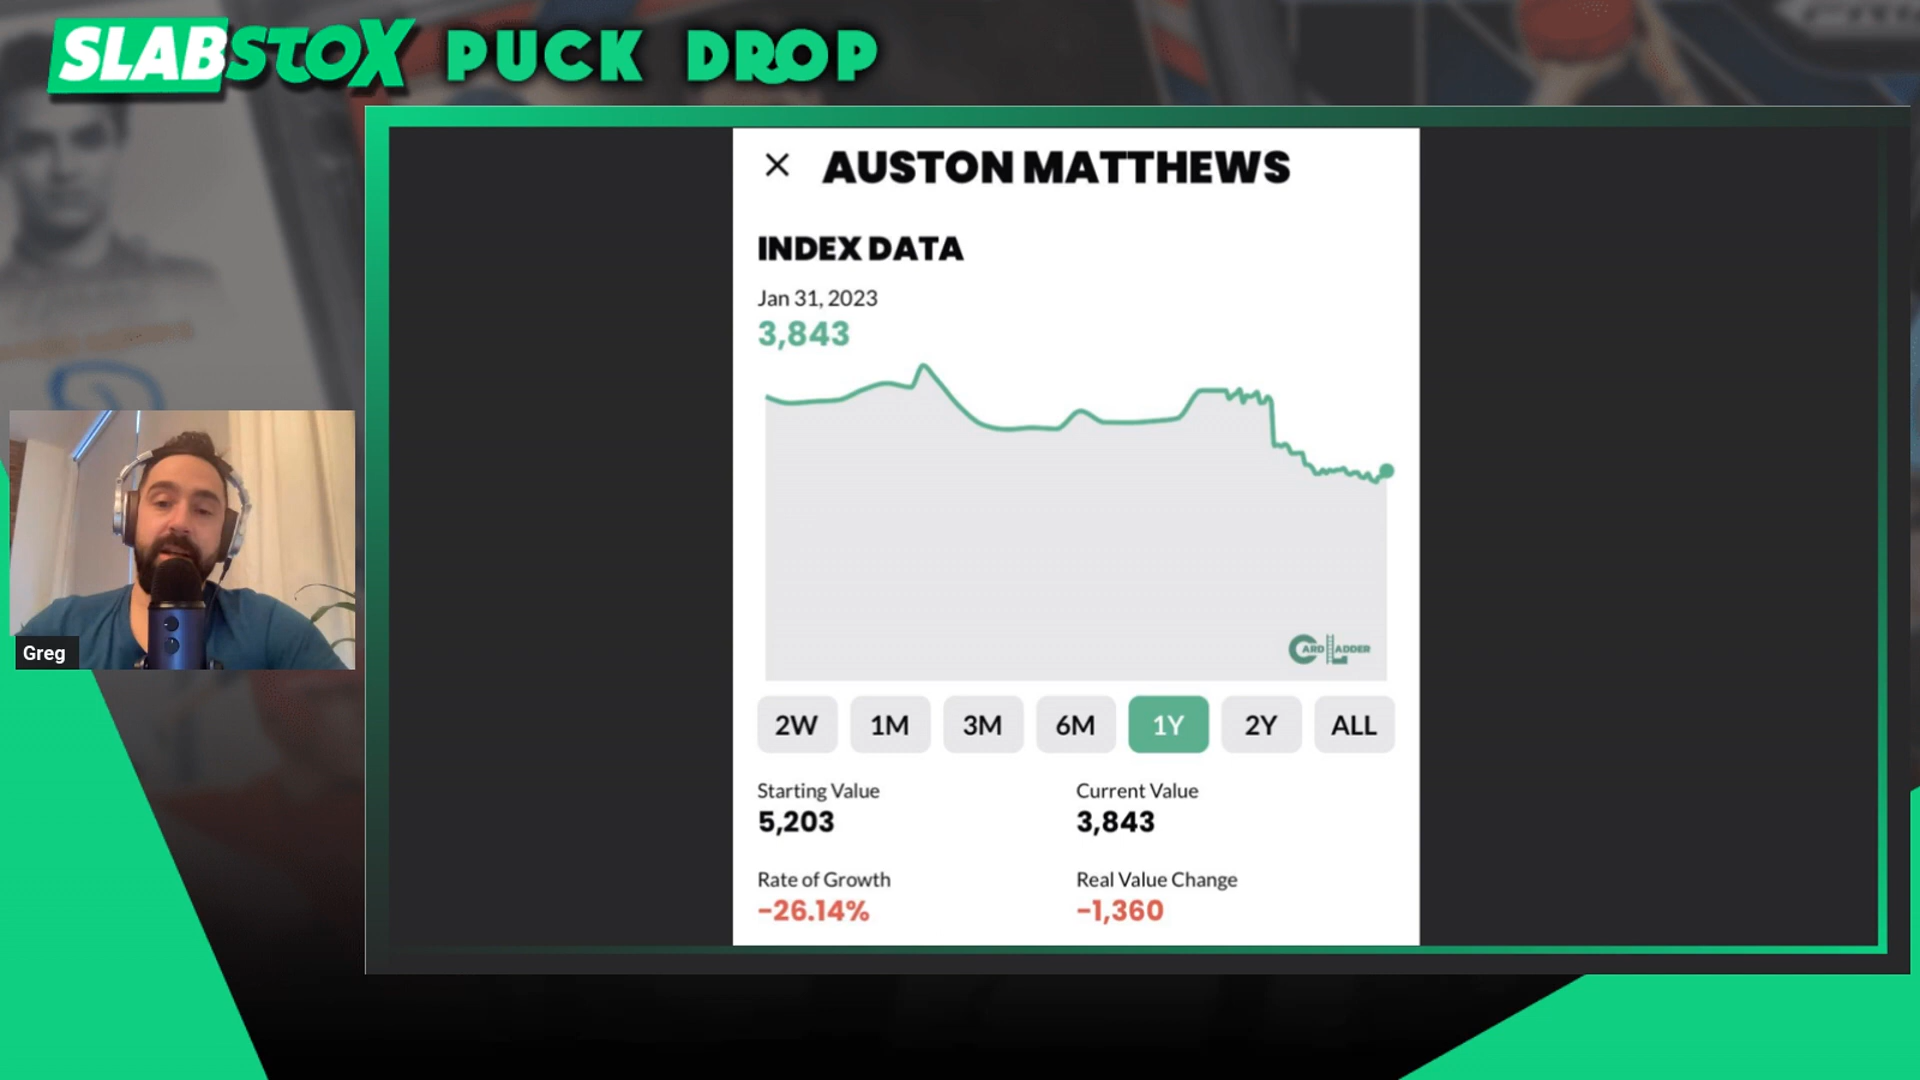 SLABSTOX PUCK DROP
AUSTON MATTHEWS
INDEX DATA
Jan 31, 2023
3,843
CARD LADDER
2W 1M 3M 6M 1Y 2Y ALL
Starting Value Current Value
5,203 3,843
Rate of Growth Real Value Change
-26.14% -1,360
Greg